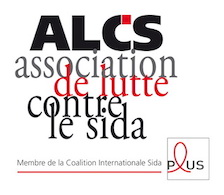 ALCS
association
de lutte
contre
le sida
Membre de la Coalition Internationale Sida
PLUS